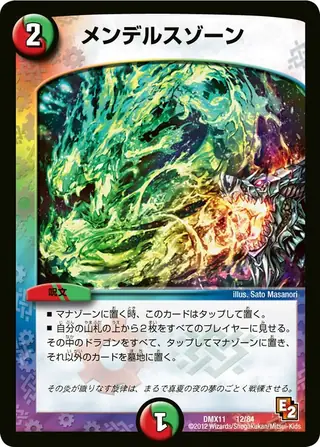 2
メンデルスゾーン
illus. Sato Masanori
呪文
■ マナゾーンに置く時、このカードはタップして置く。
■ 自分の山札の上から2枚をすべてのプレイヤーに見せる。
その中のドラゴンすべて、タップしてマナゾーンに置き、
それ以外のカードを墓地に置く。
その炎が織りなす旋律は、まるで真夏の夜の夢のごとく戦慄させる。
1
DMX11 12/84
©2012 Wizards/Shogakukan/Mitsui-Kids
E2